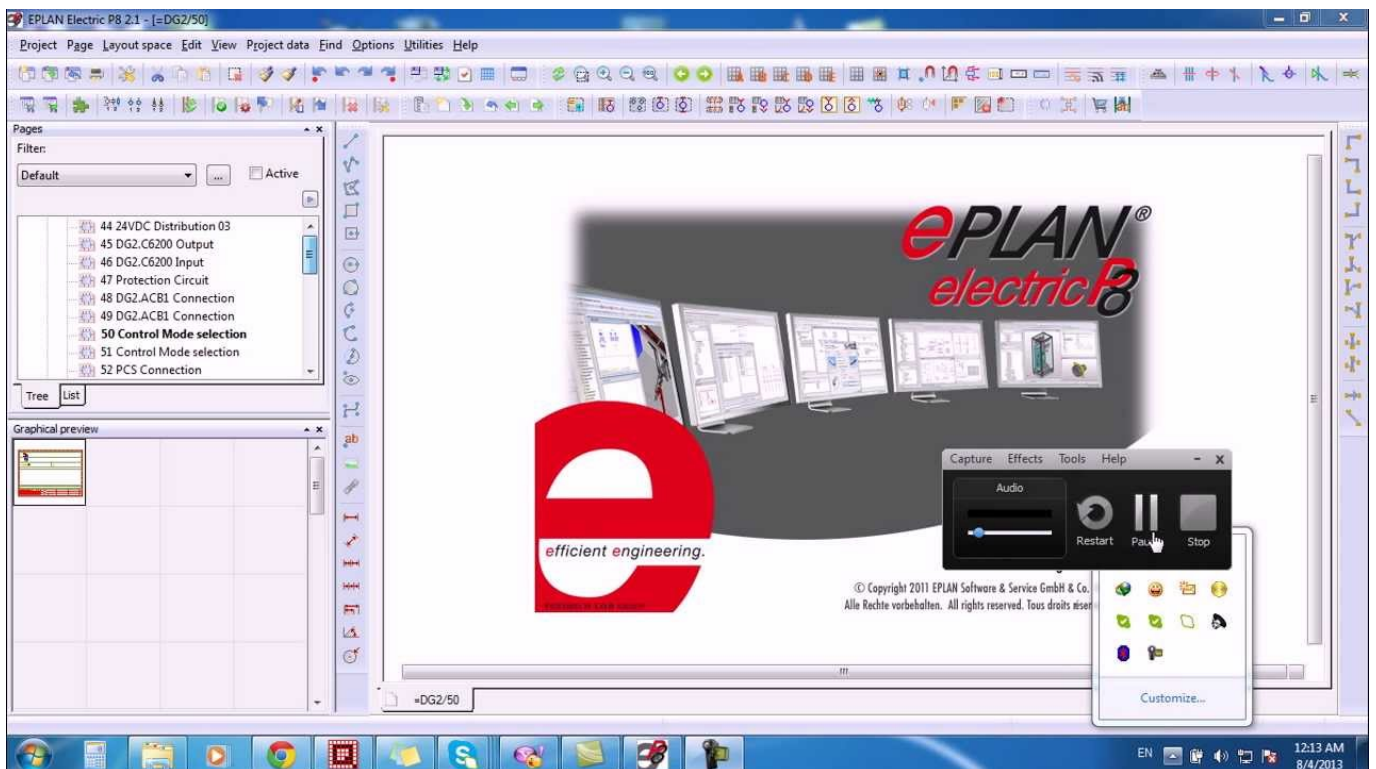 EPLAN Electric P8 2.1 - [=DG2/50]
Project Page Layout space Edit View Project data Find Options Utilities Help
Pages
Filter:
Default
...
Active
44 24VDC Distribution 03
45 DG2.C6200 Output
46 DG2.C6200 Input
47 Protection Circuit
48 DG2.ACB1 Connection
49 DG2.ACB1 Connection
50 Control Mode selection
51 Control Mode selection
52 PCS Connection
Tree List
Graphical preview
ab
ePLAN®
electric P8
efficient engineering.
Capture Effects Tools Help
Audio
Restart
Stop
© Copyright 2011 EPLAN Software & Service GmbH & Co.
Alle Rechte vorbehalten. All rights reserved. Tous droits
Customize...
=DG2/50
EN
12:13 AM
8/4/2013